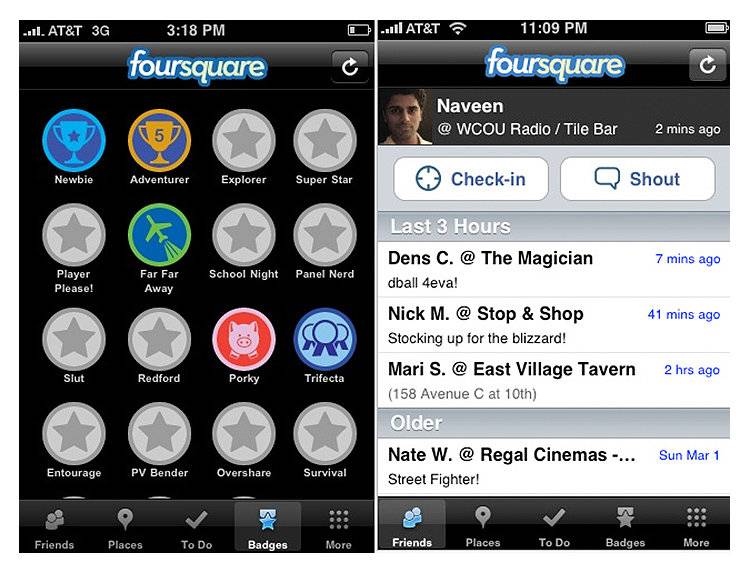 AT&T 3G 3:18 PM
foursquare
5
Newbie Adventurer Explorer Super Star
Player Please! Far Far Away School Night Panel Nerd
Slut Redford Porky Trifecta
Entourage PV Bender Overshare Survival
Friends Places To Do Badges More
AT&T 11:09 PM
foursquare
Naveen
@ WCOU Radio / Tile Bar 2 mins ago
Check-in Shout
Last 3 Hours
Dens C. @ The Magician 7 mins ago
dball 4eva!
Nick M. @ Stop & Shop 41 mins ago
Stocking up for the blizzard!
Mari S. @ East Village Tavern 2 hrs ago
(158 Avenue C at 10th)
Older
Nate W. @ Regal Cinemas -... Sun Mar 1
Street Fighter!
Friends Places To Do Badges More